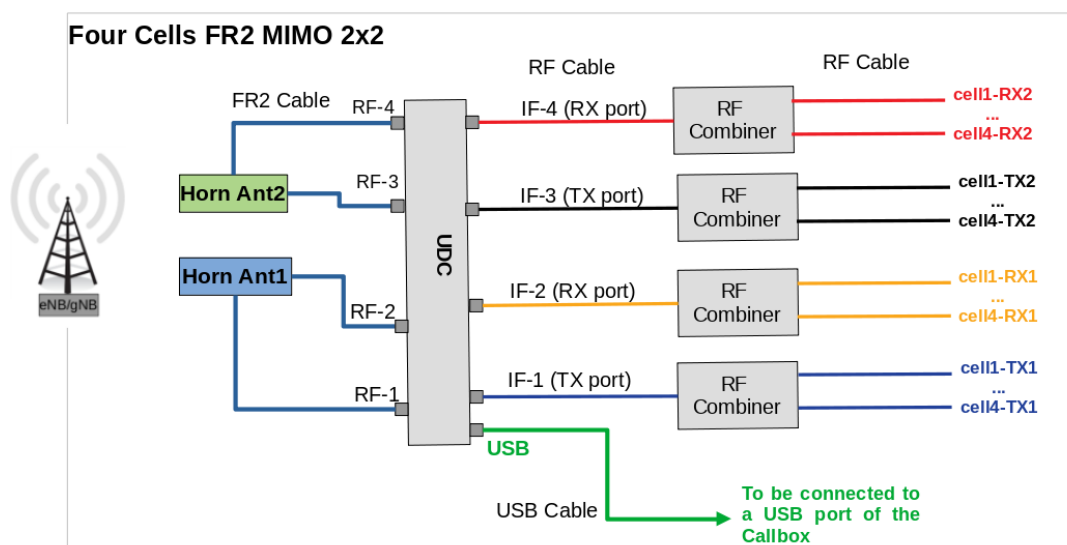 Four Cells FR2 MIMO 2x2
RF Cable
RF Cable
FR2 Cable
RF-4
IF-4 (RX port)
RF
Combiner
cell1-RX2
...
cell4-RX2
Horn Ant2
RF-3
IF-3 (TX port)
RF
Combiner
cell1-TX2
...
cell4-TX2
UDC
eNB/gNB
Horn Ant1
RF-2
IF-2 (RX port)
RF
Combiner
cell1-RX1
...
cell4-RX1
RF-1
IF-1 (TX port)
RF
Combiner
cell1-TX1
...
cell4-TX1
USB
USB Cable
To be connected to
a USB port of the
Callbox